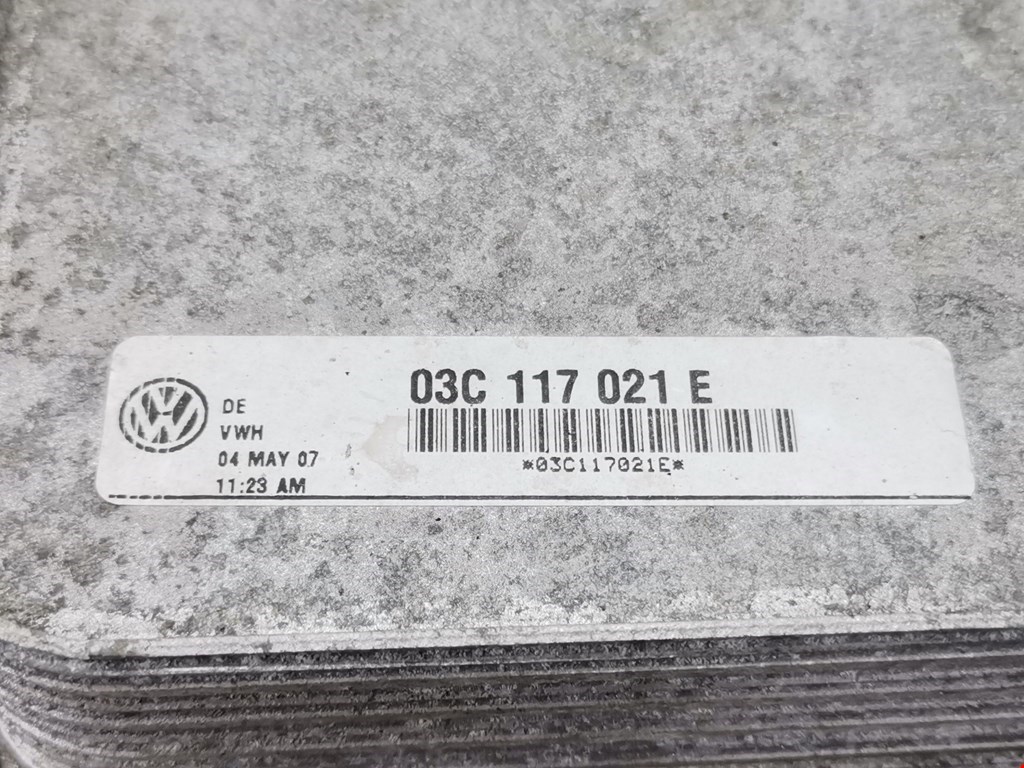 03C 117 021 E
*03C117021E*
DE
VWH
04 MAY 07
11:23 AM